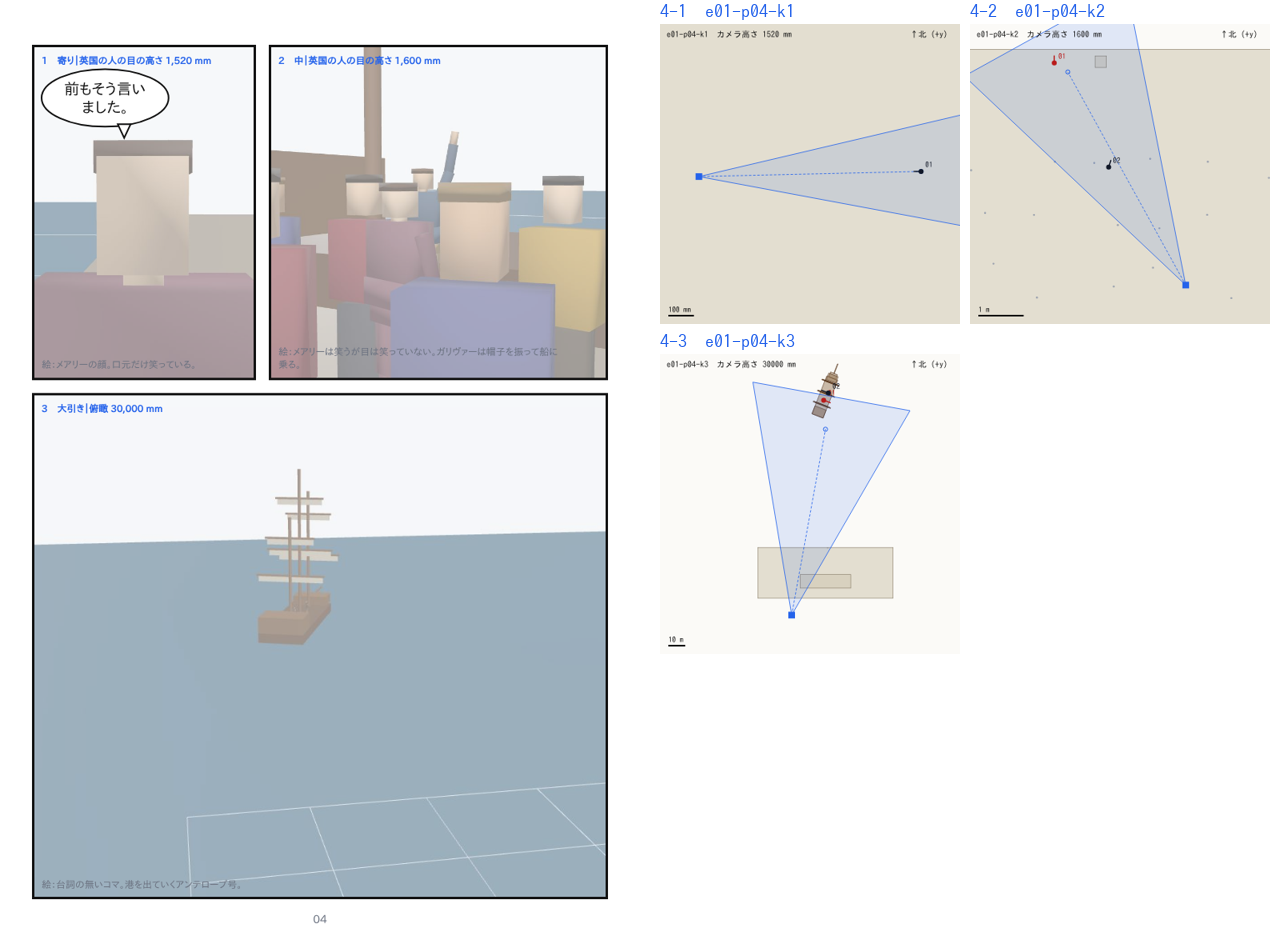 1 寄り|英国の人の目の高さ 1,520 mm
前もそう言い
ました。
絵:メアリーの顔。口元だけ笑っている。
2 中|英国の人の目の高さ 1,600 mm
絵:メアリーは笑うが目は笑っていない。ガリヴァーは帽子を振って船に
乗る。
3 大引き|俯瞰 30,000 mm
絵:台詞の無いコマ。港を出ていくアンテロープ号。
04
4-1 e01-p04-k1
e01-p04-k1 カメラ高さ 1520 mm ↑北 (+y)
01
100 mm
4-2 e01-p04-k2
e01-p04-k2 カメラ高さ 1600 mm ↑北 (+y)
01
02
1 m
4-3 e01-p04-k3
e01-p04-k3 カメラ高さ 30000 mm ↑北 (+y)
02
10 m